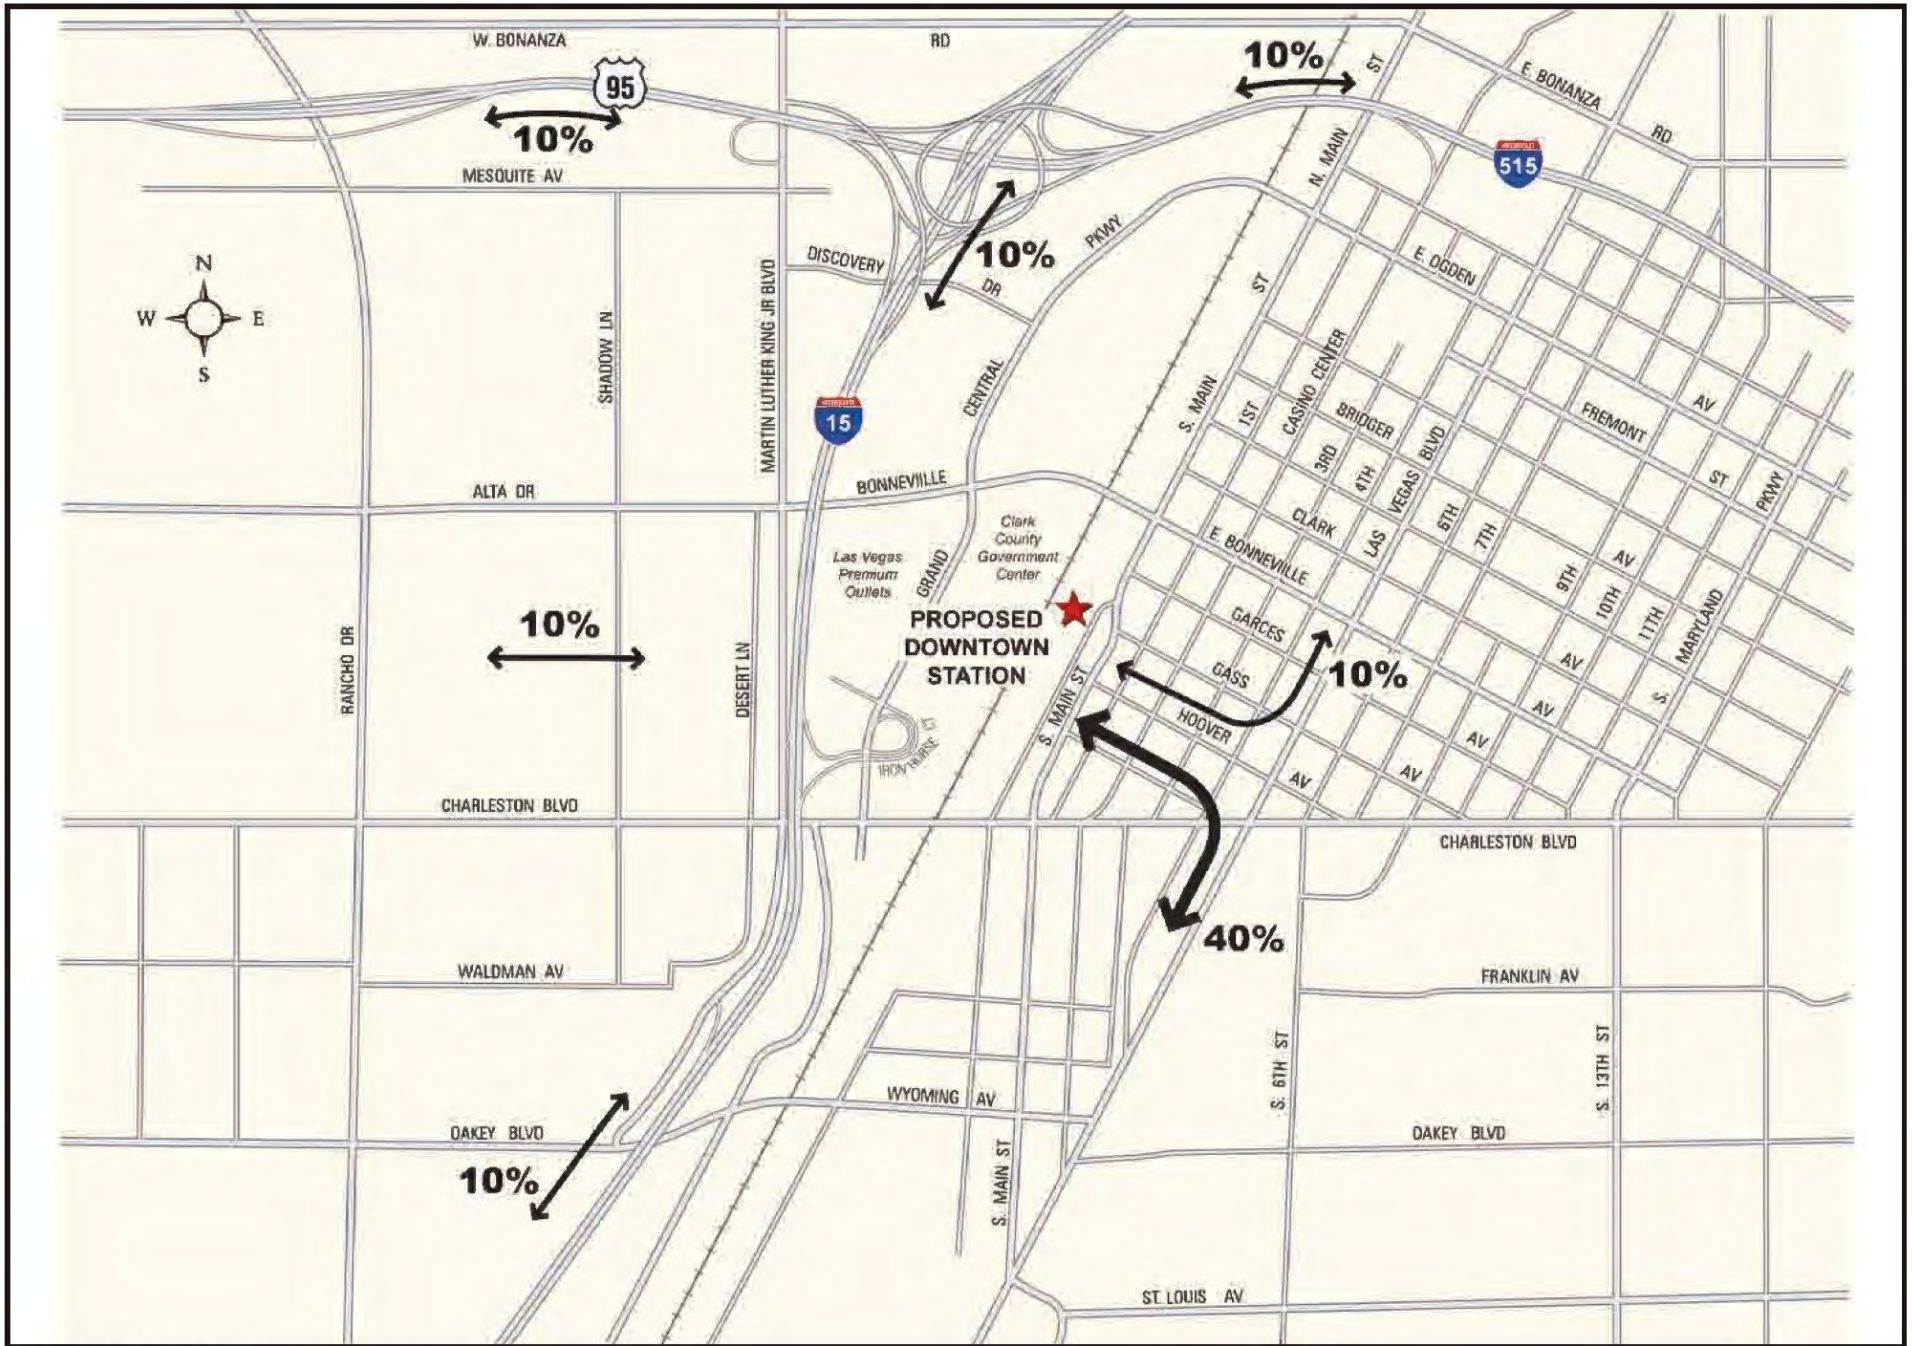 W. BONANZA RD
10%
ST
95
E. BONANZA
RD
10%
N. MAIN
515
MESQUITE AV
PKWY
DISCOVERY
10%
DR
E. OGDEN
N
W E
S
ST
SHADOW LN
MARTIN LUTHER KING JR BLVD
CENTRAL
CASINO CENTER
S. MAIN
1ST
BRIDGER
AV
FREMONT
15
3RD
4TH
VEGAS BLVD
ST
PKWY
BONNEVIILLE
ALTA DR
Clark
County
Government
Center
CLARK
LAS
6TH
7TH
E. BONNEVIILLE
AV
Las Vegas
Premium
Outlets
GRAND
9TH
10TH
11TH
MARYLAND
PROPOSED
DOWNTOWN
STATION
GARCES
10%
RANCHO DR
DESERT LN
GASS
10%
AV
S
S. MAIN ST
HOOVER
AV
AV
IRON HORSE CT
AV
AV
CHARLESTON BLVD
CHARLESTON BLVD
40%
WALDMAN AV
FRANKLIN AV
S. 6TH ST
S. 13TH ST
WYOMING AV
OAKEY BLVD
OAKEY BLVD
10%
S. MAIN ST
ST. LOUIS AV